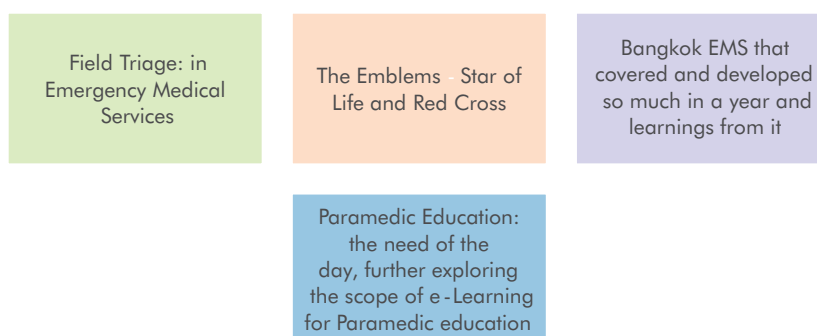 Field Triage: in
Emergency Medical
Services
The Emblems - Star of
Life and Red Cross
Bangkok EMS that
covered and developed
so much in a year and
learnings from it
Paramedic Education:
the need of the
day, further exploring
the scope of e-Learning
for Paramedic education